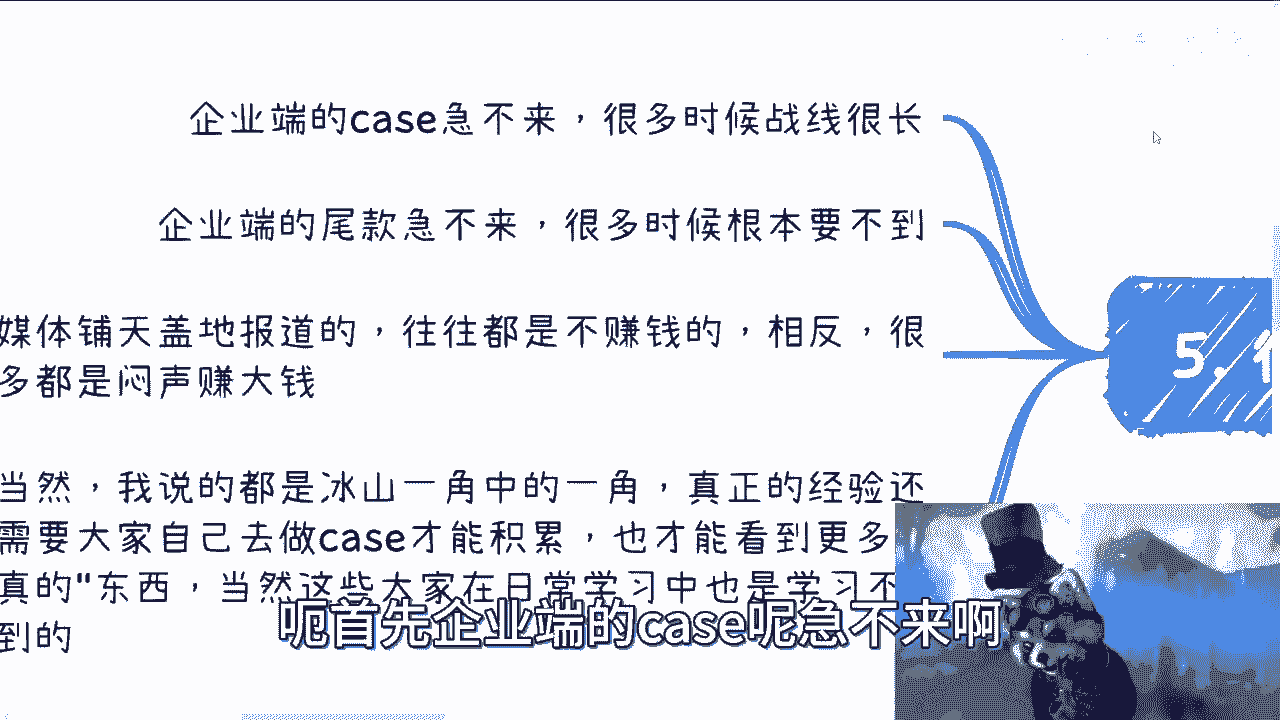 企业端的case急不来，很多时候战线很长
企业端的尾款急不来，很多时候根本要不到
媒体铺天盖地报道的，往往都是不赚钱的，相反，很
多都是闷声赚大钱
5.
当然，我说的都是冰山一角中的一角，真正的经验还
需要大家自己去做case才能积累，也才能看到更多
真的"东西，当然这些大家在日常学习中也是学习不
到的
呃首先企业端的case呢急不来啊